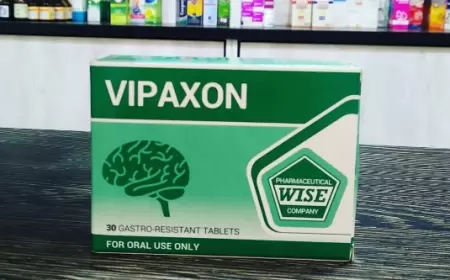 VIPAXON
PHARMACEUTICAL
WISE
COMPANY
30 GASTRO-RESISTANT TABLETS
FOR ORAL USE ONLY